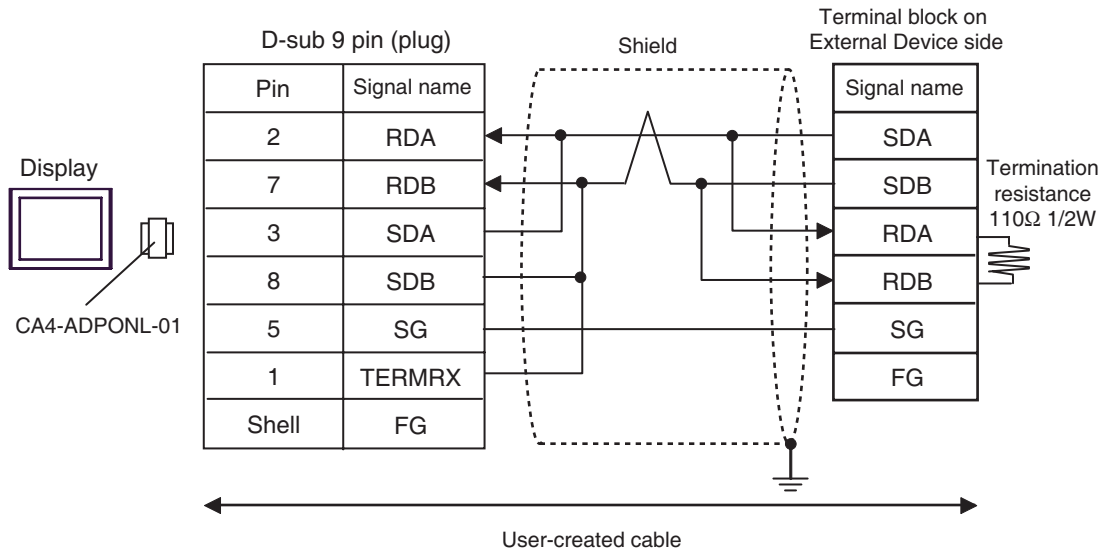 D-sub 9 pin (plug)
Shield
Terminal block on
External Device side
Pin Signal name
2 RDA
7 RDB
3 SDA
8 SDB
5 SG
1 TERMRX
Shell FG
Signal name
SDA
SDB
RDA
RDB
SG
FG
Display
CA4-ADPONL-01
Termination
resistance
110Ω 1/2W
User-created cable